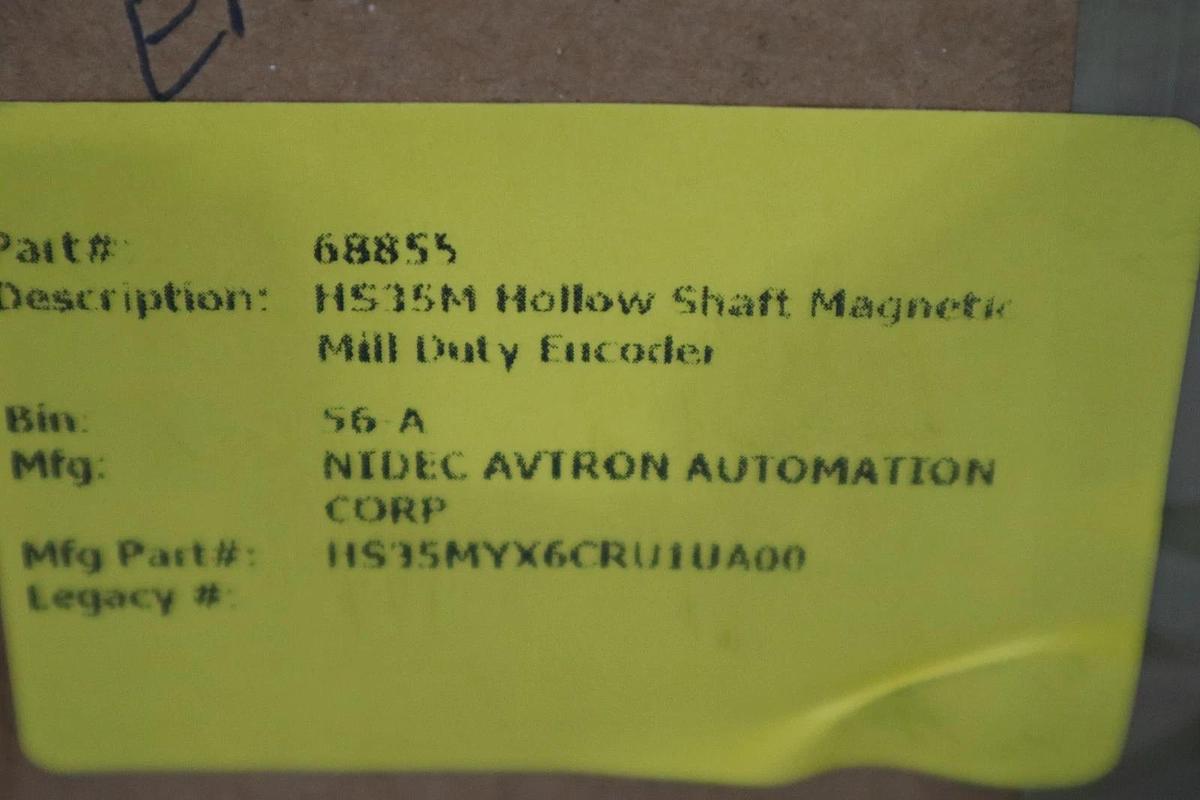 Part#: 68855
Description: HS35M Hollow Shaft Magnetic
Mill Duty Encoder
Bin: S6-A
Mfg: NIDEC AVTRON AUTOMATION
CORP
Mfg Part#: HS35MYX6CRU1UA00
Legacy #: